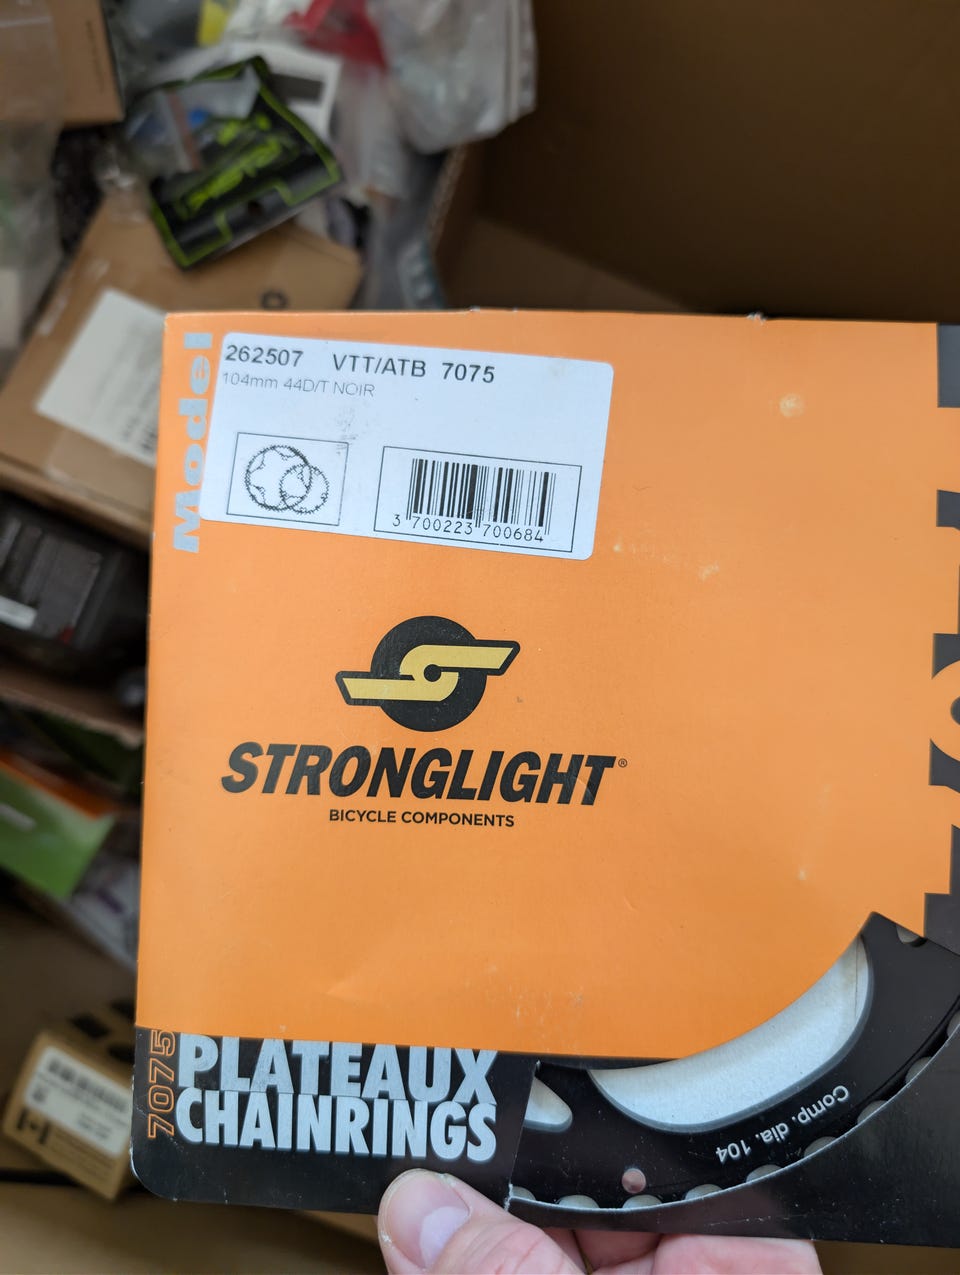 Model
262507 VTT/ATB 7075
104mm 44D/T NOIR
3 700223 700684
STRONGLIGHT®
BICYCLE COMPONENTS
7075
PLATEAUX
CHAINRINGS
Comp. dia. 104